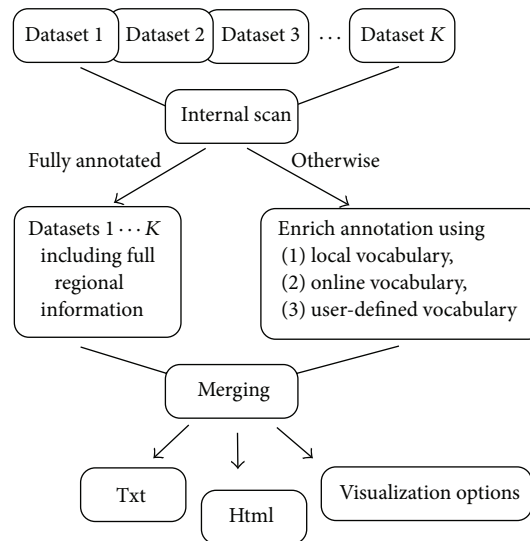 Dataset 1 Dataset 2 Dataset 3 ⋯ Dataset K
Internal scan
Fully annotated Otherwise
Datasets 1 ⋯ K
including full
regional
information
Enrich annotation using
(1) local vocabulary,
(2) online vocabulary,
(3) user-defined vocabulary
Merging
Txt
Html
Visualization options